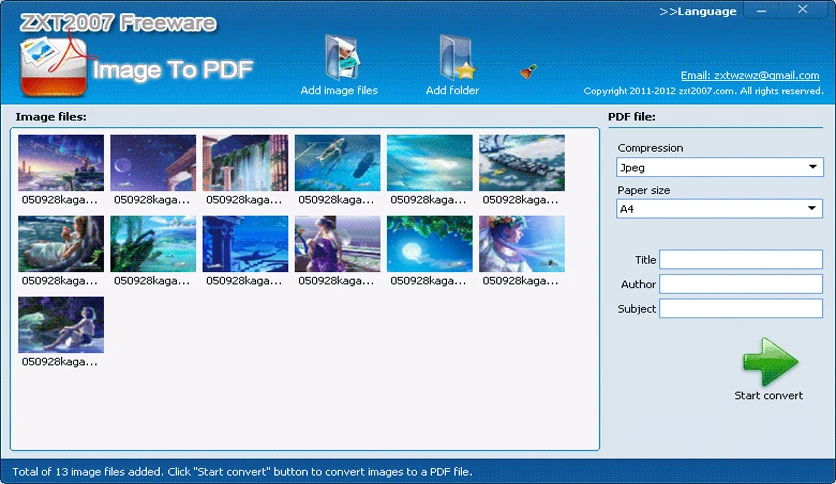 ZXT2007 Freeware
>>Language
Image To PDF
Add image files
Add folder
Email: zxtwzwz@gmail.com
Copyright 2011-2012 zxt2007.com. All rights reserved.
Image files:
PDF file:
050928kaga...
050928kaga...
050928kaga...
050928kaga...
050928kaga...
050928kaga...
050928kaga...
050928kaga...
050928kaga...
050928kaga...
050928kaga...
050928kaga...
050928kaga...
Compression
Jpeg
Paper size
A4
Title
Author
Subject
Start convert
Total of 13 image files added. Click "Start convert" button to convert images to a PDF file.